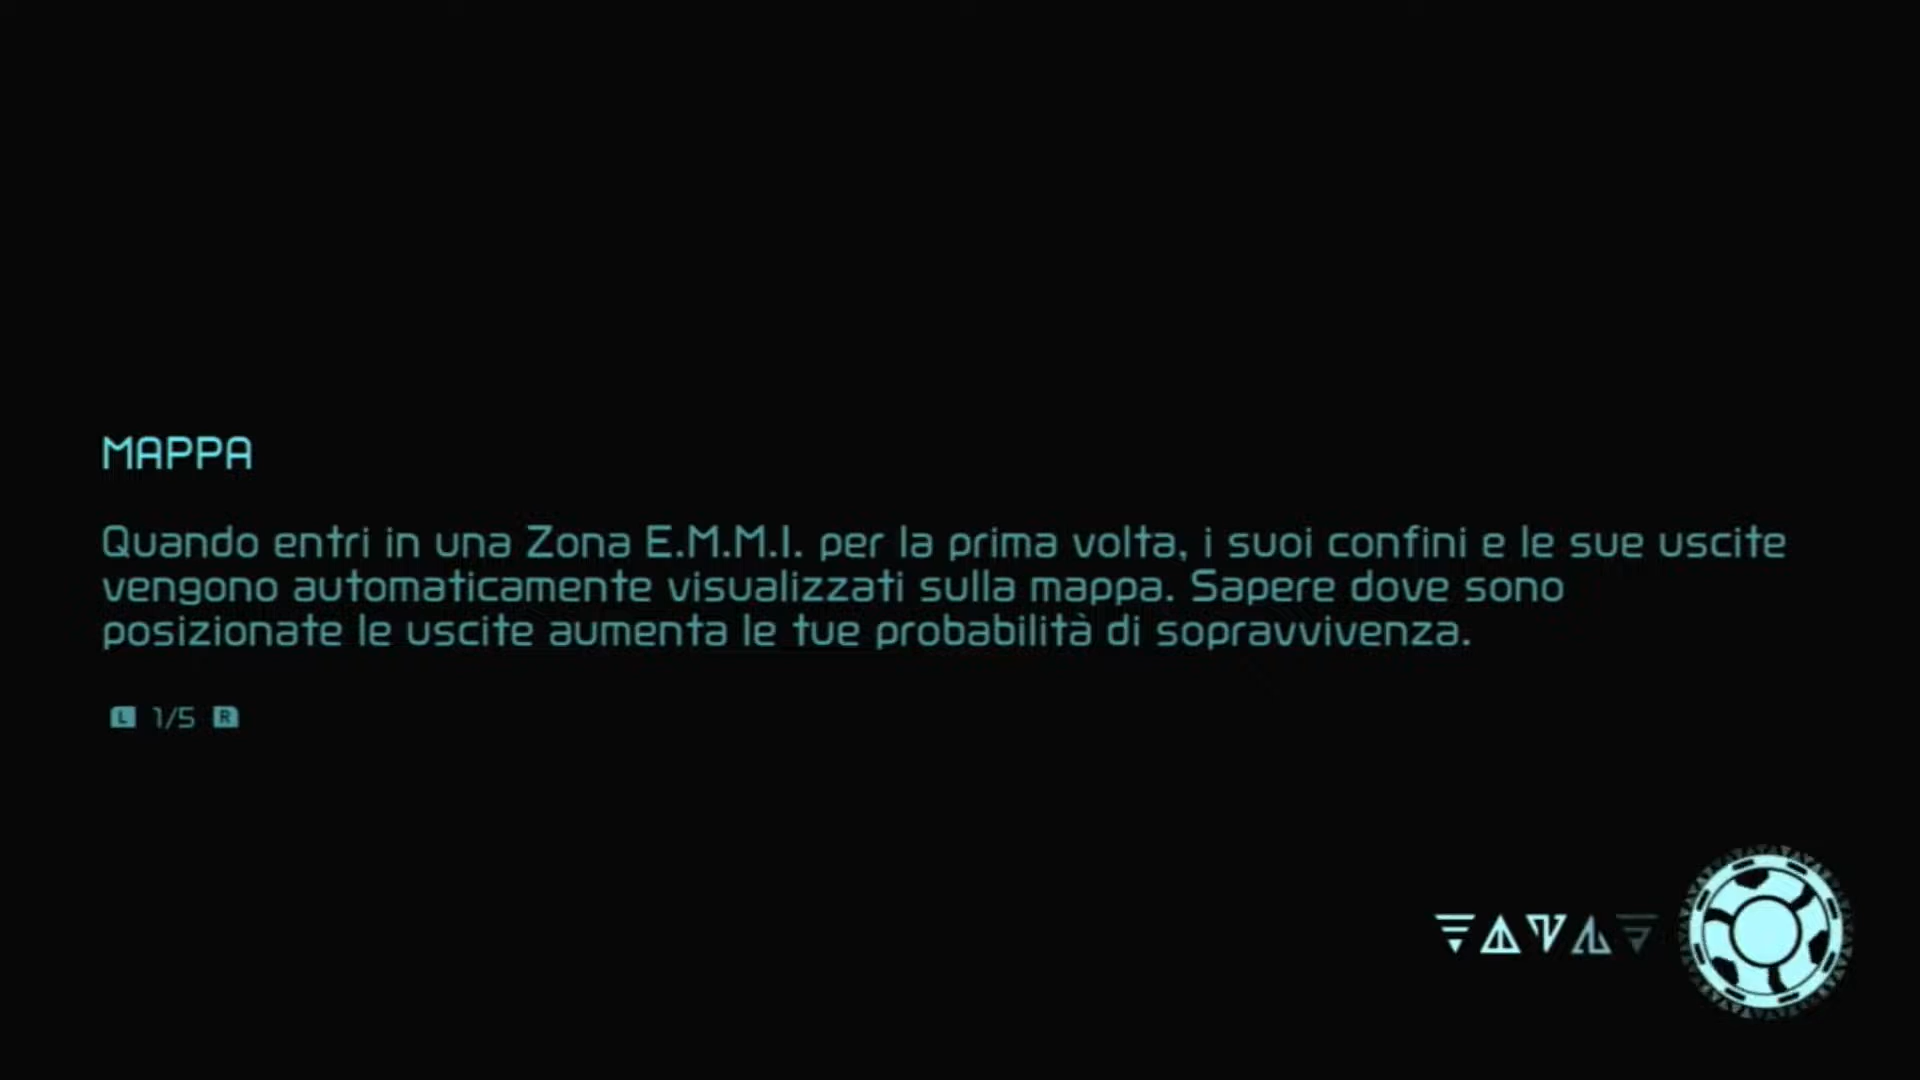 MAPPA
Quando entri in una Zona E.M.M.I. per la prima volta, i suoi confini e le sue uscite
vengono automaticamente visualizzati sulla mappa. Sapere dove sono
posizionate le uscite aumenta le tue probabilità di sopravvivenza.
L 1/5 R